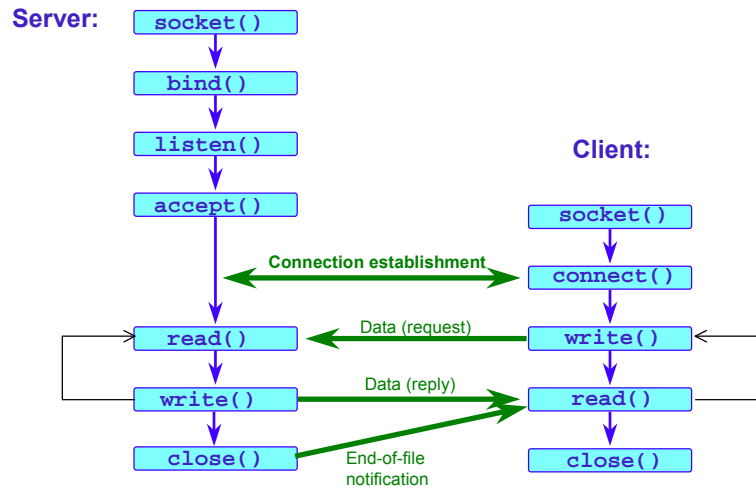 Server:
socket()
bind()
listen()
accept()
Client:
socket()
Connection establishment
connect()
read()
Data (request)
write()
write()
Data (reply)
read()
close()
End-of-file
notification
close()